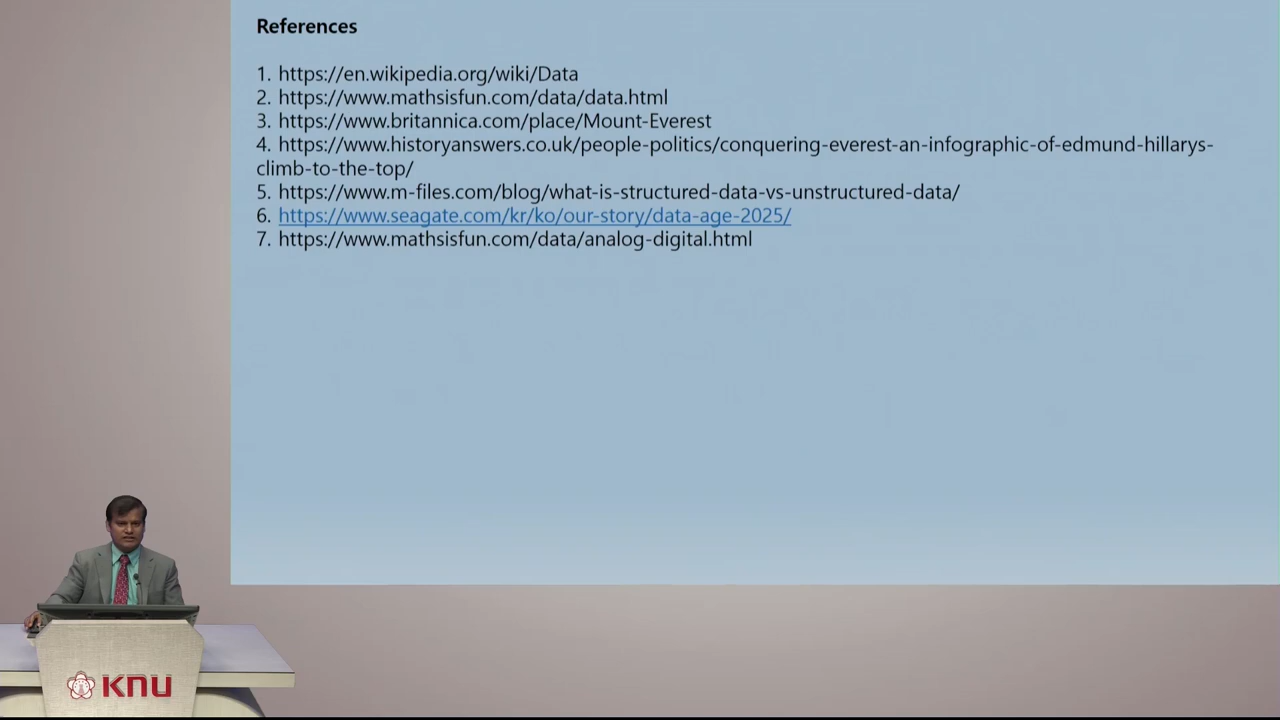 References
1. https://en.wikipedia.org/wiki/Data
2. https://www.mathsisfun.com/data/data.html
3. https://www.britannica.com/place/Mount-Everest
4. https://www.historyanswers.co.uk/people-politics/conquering-everest-an-infographic-of-edmund-hillarys-
climb-to-the-top/
5. https://www.m-files.com/blog/what-is-structured-data-vs-unstructured-data/
6. https://www.seagate.com/kr/ko/our-story/data-age-2025/
7. https://www.mathsisfun.com/data/analog-digital.html
KNU